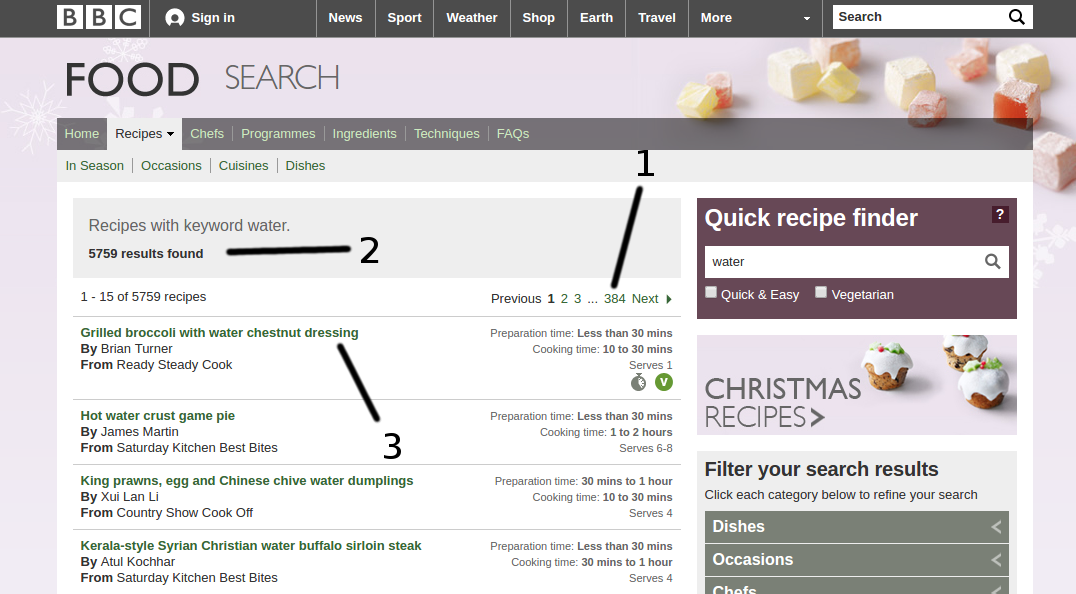 BBC Sign in News Sport Weather Shop Earth Travel More Search
FOOD SEARCH
Home Recipes Chefs Programmes Ingredients Techniques FAQs
In Season Occasions Cuisines Dishes
1
Recipes with keyword water.
5759 results found
2
1 - 15 of 5759 recipes
Previous 1 2 3 ... 384 Next
Grilled broccoli with water chestnut dressing
By Brian Turner
From Ready Steady Cook
Preparation time: Less than 30 mins
Cooking time: 10 to 30 mins
Serves 1
V
3
Hot water crust game pie
By James Martin
From Saturday Kitchen Best Bites
Preparation time: Less than 30 mins
Cooking time: 1 to 2 hours
Serves 6-8
King prawns, egg and Chinese chive water dumplings
By Xui Lan Li
From Country Show Cook Off
Preparation time: 30 mins to 1 hour
Cooking time: 10 to 30 mins
Serves 4
Kerala-style Syrian Christian water buffalo sirloin steak
By Atul Kochhar
From Saturday Kitchen Best Bites
Preparation time: Less than 30 mins
Cooking time: 30 mins to 1 hour
Serves 4
Quick recipe finder ?
water
Quick & Easy Vegetarian
CHRISTMAS
RECIPES
Filter your search results
Click each category below to refine your search
Dishes
Occasions
Chefs